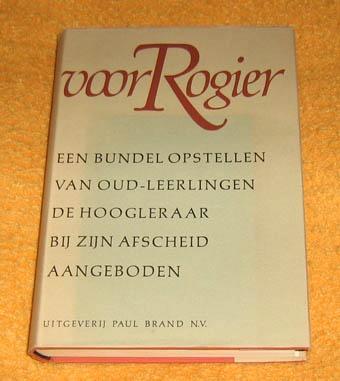 voor Rogier
EEN BUNDEL OPSTELLEN
VAN OUD-LEERLINGEN
DE HOOGLERAAR
BIJ ZIJN AFSCHEID
AANGEBODEN
UITGEVERIJ PAUL BRAND N.V.